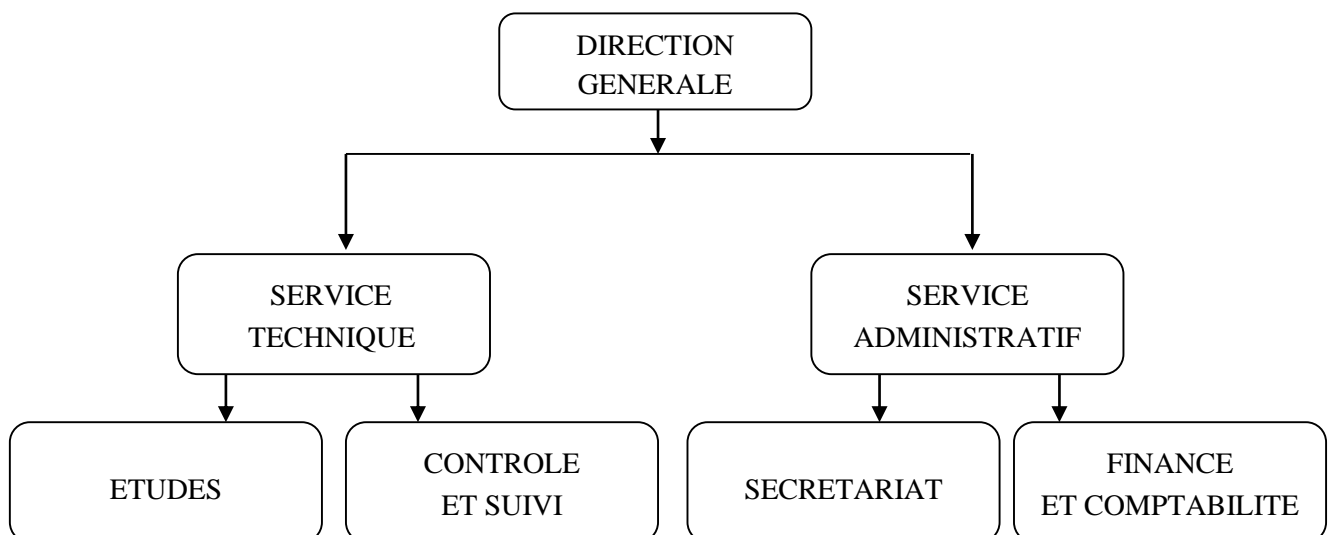 DIRECTION
GENERALE
SERVICE
TECHNIQUE
SERVICE
ADMINISTRATIF
ETUDES
CONTROLE
ET SUIVI
SECRETARIAT
FINANCE
ET COMPTABILITE